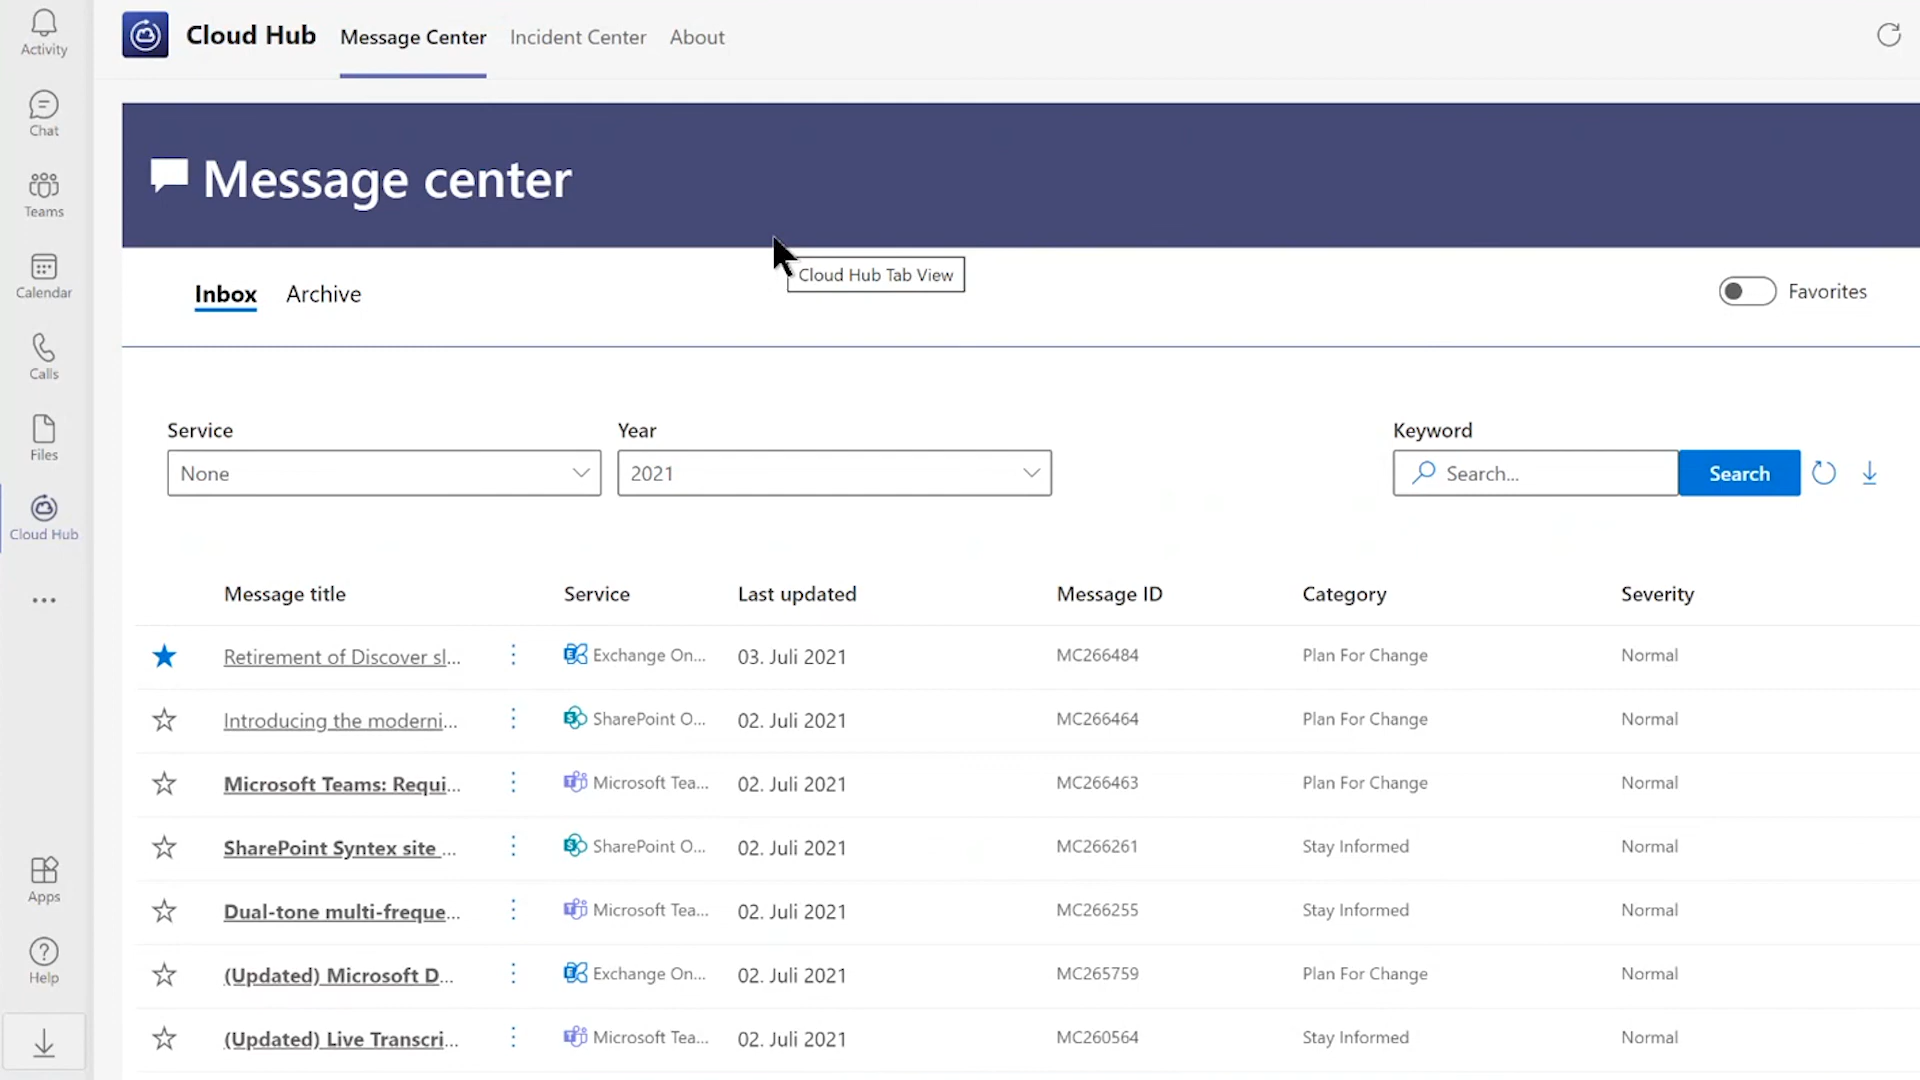 Activity
Chat
Teams
Calendar
Calls
Files
Cloud Hub
Apps
Help
Cloud Hub Message Center Incident Center About
Message center
Cloud Hub Tab View
Inbox Archive Favorites
Service Year Keyword
None 2021 Search... Search
Message title Service Last updated Message ID Category Severity
Retirement of Discover sl... Exchange On... 03. Juli 2021 MC266484 Plan For Change Normal
Introducing the moderni... SharePoint O... 02. Juli 2021 MC266464 Plan For Change Normal
Microsoft Teams: Requi... Microsoft Tea... 02. Juli 2021 MC266463 Plan For Change Normal
SharePoint Syntex site ... SharePoint O... 02. Juli 2021 MC266261 Stay Informed Normal
Dual-tone multi-freque... Microsoft Tea... 02. Juli 2021 MC266255 Stay Informed Normal
(Updated) Microsoft D... Exchange On... 02. Juli 2021 MC265759 Plan For Change Normal
(Updated) Live Transcri... Microsoft Tea... 02. Juli 2021 MC260564 Stay Informed Normal